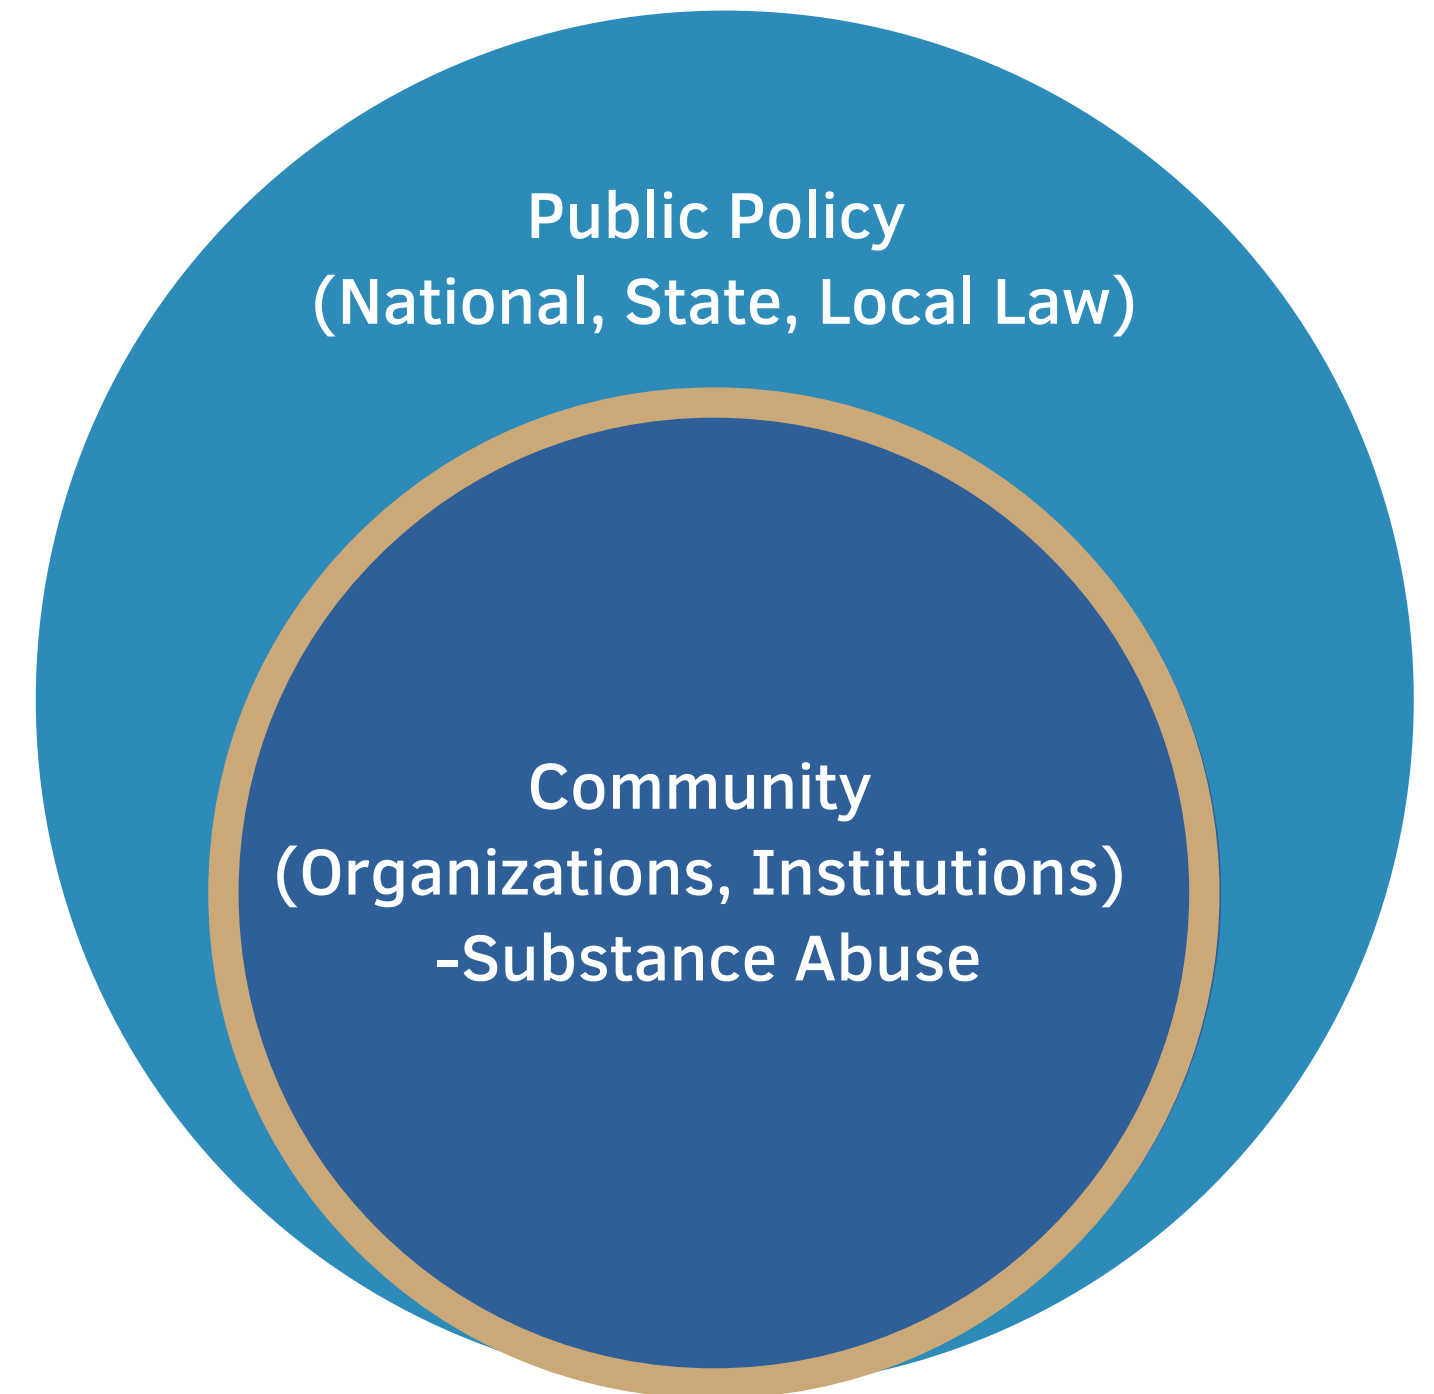 Public Policy
(National, State, Local Law)
Community
(Organizations, Institutions)
-Substance Abuse